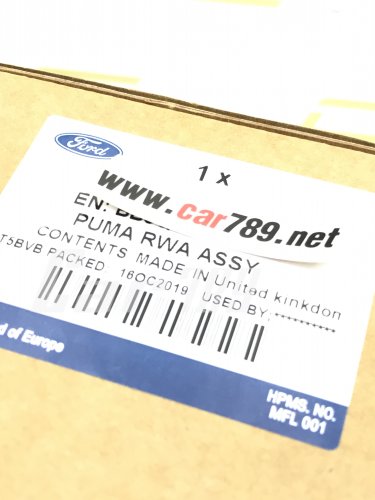 Ford
1 x
www.car789.net
EN:
PUMA RWA ASSY
CONTENTS MADE IN United kinkdon
T5BVB PACKED 16OC2019 USED BY: ----------
d of Europe
HPMS. NO.
MFL 001